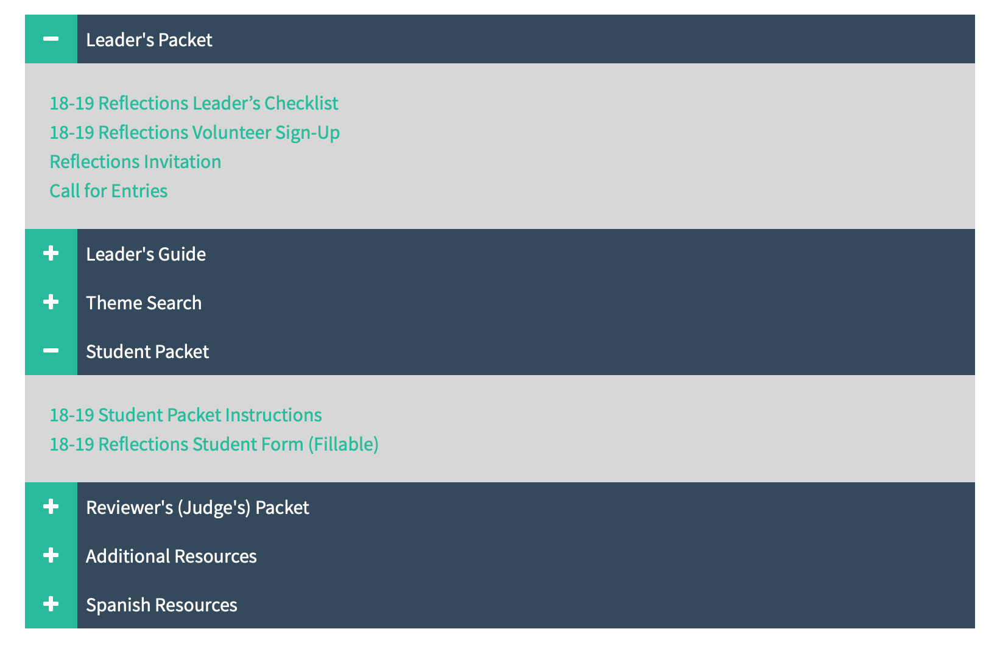 Leader's Packet
18-19 Reflections Leader’s Checklist
18-19 Reflections Volunteer Sign-Up
Reflections Invitation
Call for Entries
Leader's Guide
Theme Search
Student Packet
18-19 Student Packet Instructions
18-19 Reflections Student Form (Fillable)
Reviewer's (Judge's) Packet
Additional Resources
Spanish Resources